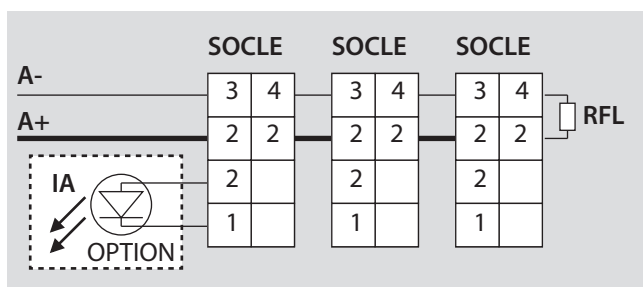 SOCLE SOCLE SOCLE
A-
3 4 3 4 3 4
A+ RFL
2 2 2 2 2 2
IA 2 2 2
1 1 1
OPTION